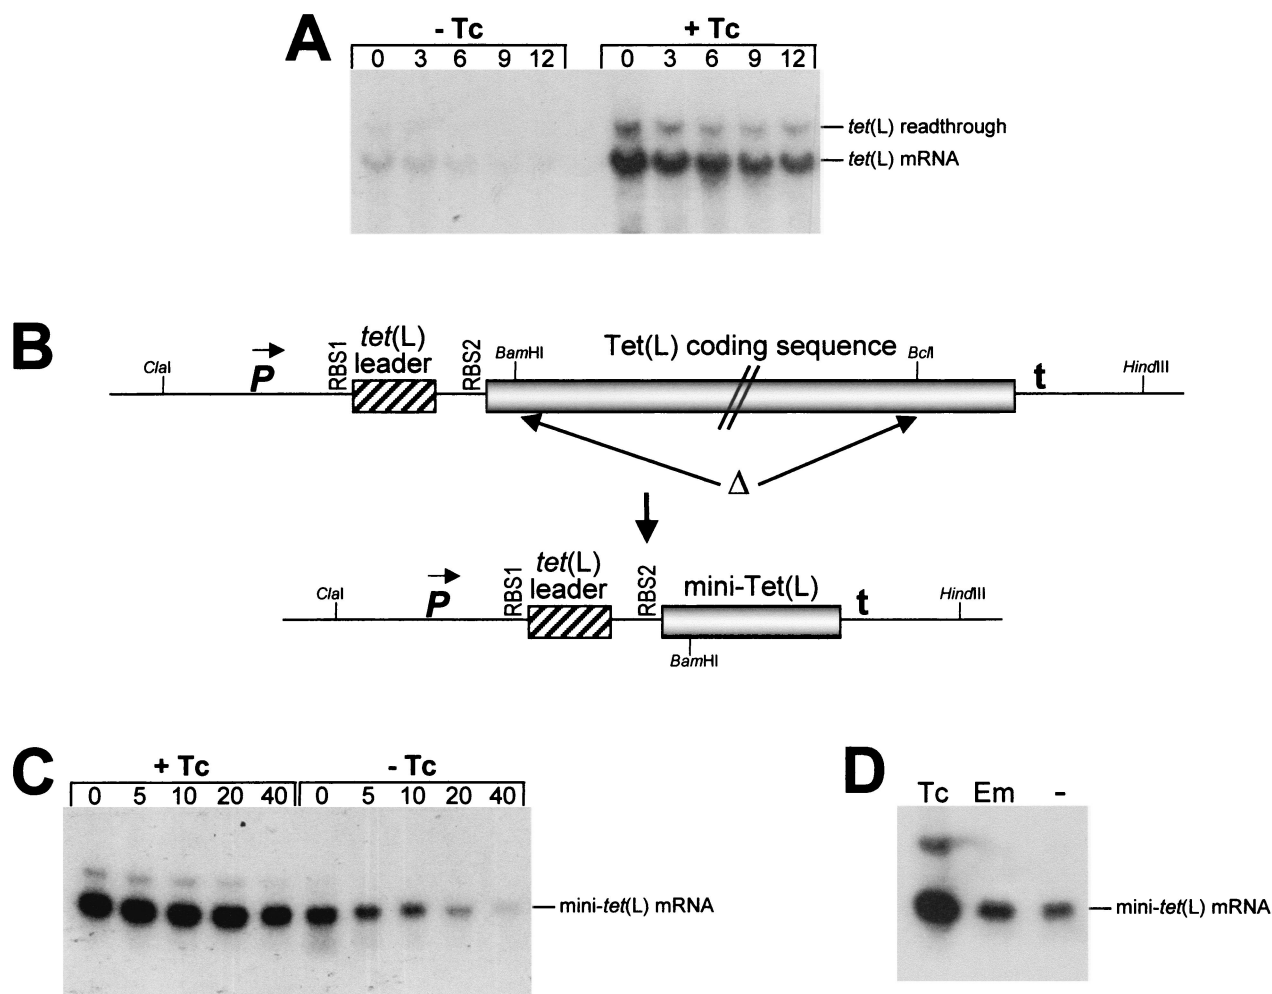 A
- Tc + Tc
0 3 6 9 12 0 3 6 9 12
tet(L) readthrough
tet(L) mRNA
B
ClaI P RBS1 tet(L) leader RBS2 BamHI Tet(L) coding sequence BclI t HindIII
Δ
ClaI P RBS1 tet(L) leader RBS2 mini-Tet(L) t HindIII
BamHI
C
+ Tc - Tc
0 5 10 20 40 0 5 10 20 40
mini-tet(L) mRNA
D
Tc Em -
mini-tet(L) mRNA